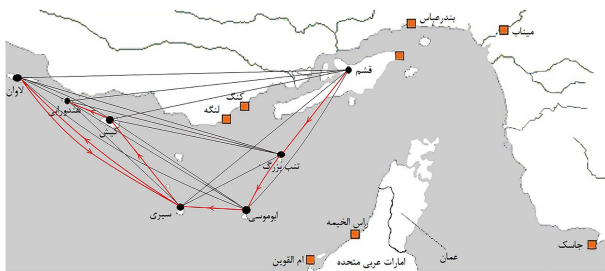 بندرعباس
میناب
قشم
لاوان
هندورابی
کیش
کنگ
لنگه
تنب بزرگ
سیری
ابوموسی
راس الخیمه
عمان
جاسک
ام القوین
امارات عربی متحده